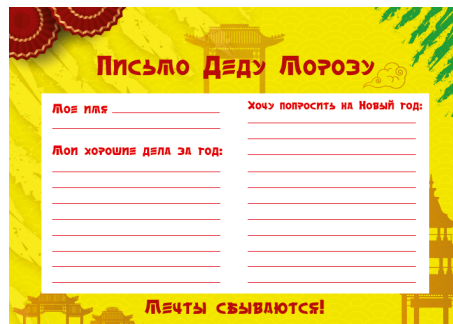 Письмо Деду Морозу
Мое имя
Мои хорошие дела за год:
Хочу попросить на Новый год:
Мечты сбываются!